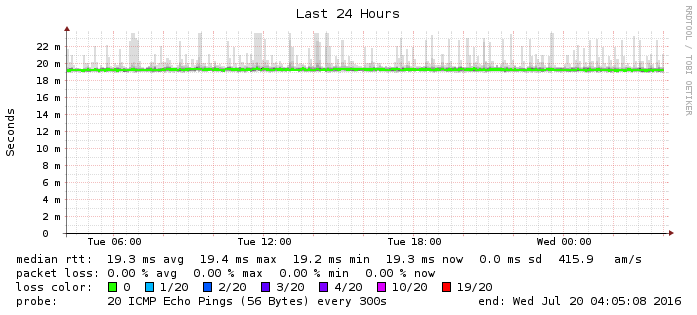 Last 24 Hours
RRDTOOL / TOBI OETIKER
Seconds
22 m
20 m
18 m
16 m
14 m
12 m
10 m
8 m
6 m
4 m
2 m
0
Tue 06:00 Tue 12:00 Tue 18:00 Wed 00:00
median rtt: 19.3 ms avg 19.4 ms max 19.2 ms min 19.3 ms now 0.0 ms sd 415.9 am/s
packet loss: 0.00 % avg 0.00 % max 0.00 % min 0.00 % now
loss color: 0 1/20 2/20 3/20 4/20 10/20 19/20
probe: 20 ICMP Echo Pings (56 Bytes) every 300s end: Wed Jul 20 04:05:08 2016